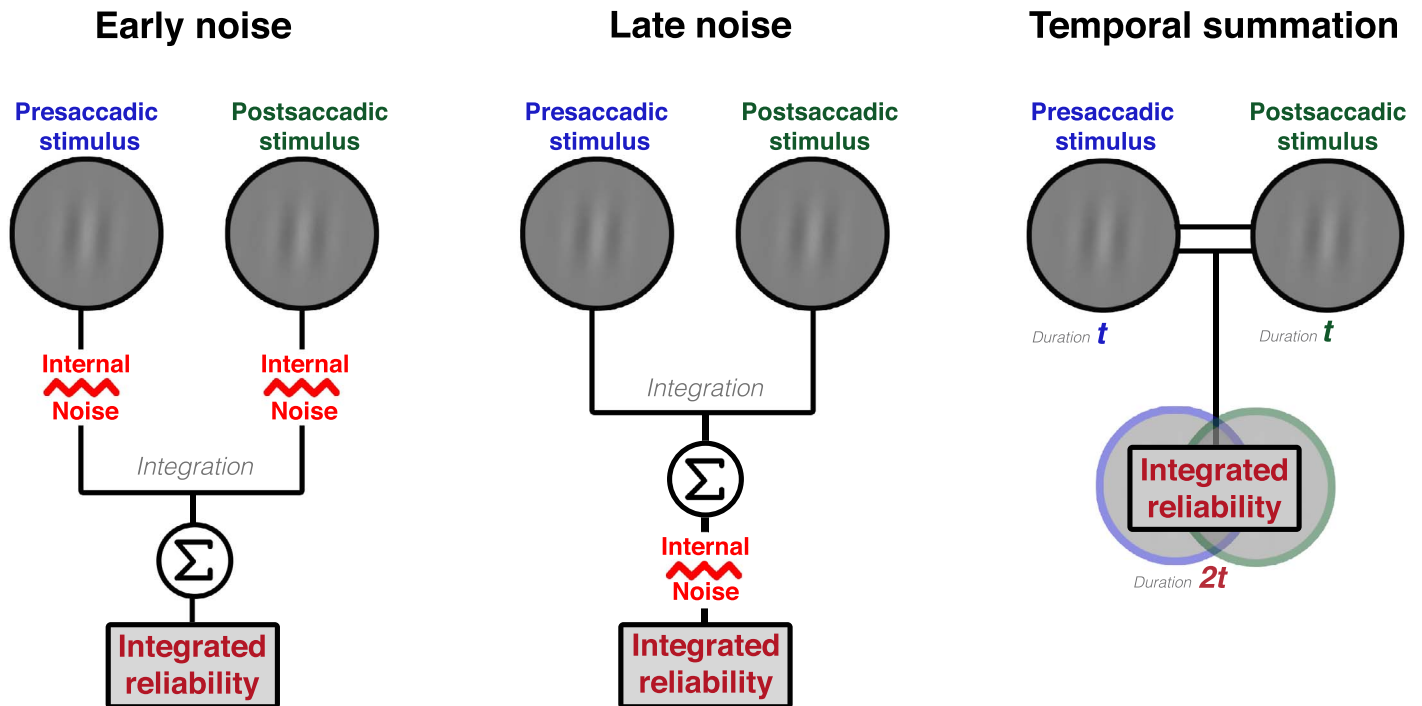 Early noise
Presaccadic
stimulus
Postsaccadic
stimulus
Internal
Noise
Internal
Noise
Integration
Σ
Integrated
reliability
Late noise
Presaccadic
stimulus
Postsaccadic
stimulus
Integration
Σ
Internal
Noise
Integrated
reliability
Temporal summation
Presaccadic
stimulus
Postsaccadic
stimulus
Duration t
Duration t
Integrated
reliability
Duration 2t